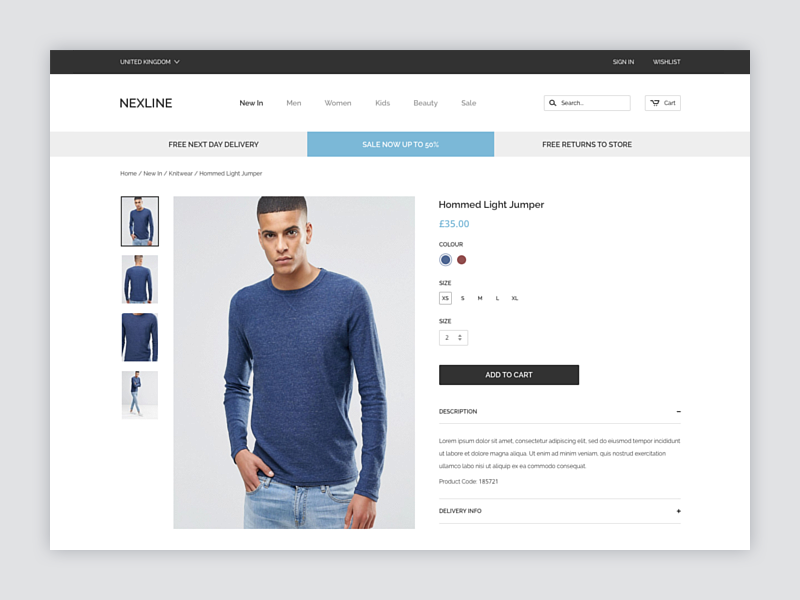 UNITED KINGDOM
SIGN IN
WISHLIST
NEXLINE
New In
Men
Women
Kids
Beauty
Sale
Search...
Cart
FREE NEXT DAY DELIVERY
SALE NOW UP TO 50%
FREE RETURNS TO STORE
Home / New In / Knitwear / Hommed Light Jumper
Hommed Light Jumper
£35.00
COLOUR
SIZE
XS S M L XL
SIZE
2
ADD TO CART
DESCRIPTION
Lorem ipsum dolor sit amet, consectetur adipiscing elit, sed do eiusmod tempor incididunt
ut labore et dolore magna aliqua. Ut enim ad minim veniam, quis nostrud exercitation
ullamco labo nisi ut aliquip ex ea commodo consequat.
Product Code: 185721
DELIVERY INFO